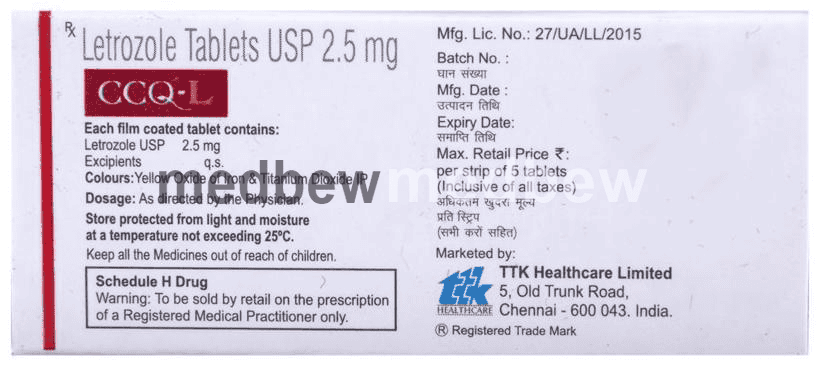 Rx Letrozole Tablets USP 2.5 mg
CCQ-L
Each film coated tablet contains:
Letrozole USP 2.5 mg
Excipients q.s.
Colours:Yellow Oxide of Iron & Titanium Dioxide IP
Dosage: As directed by the Physician.
Store protected from light and moisture
at a temperature not exceeding 25ºC.
Keep all the Medicines out of reach of children.
Schedule H Drug
Warning: To be sold by retail on the prescription
of a Registered Medical Practitioner only.
Mfg. Lic. No.: 27/UA/LL/2015
Batch No. :
घान संख्या
Mfg. Date :
उत्पादन तिथि
Expiry Date:
समाप्ति तिथि
Max. Retail Price ₹:
per strip of 5 tablets
(Inclusive of all taxes)
अधिकतम खुदरा मूल्य
प्रति स्ट्रिप
(सभी करों सहित)
Marketed by:
ttk
HEALTHCARE
TTK Healthcare Limited
5, Old Trunk Road,
Chennai - 600 043. India.
® Registered Trade Mark
medbew medbew